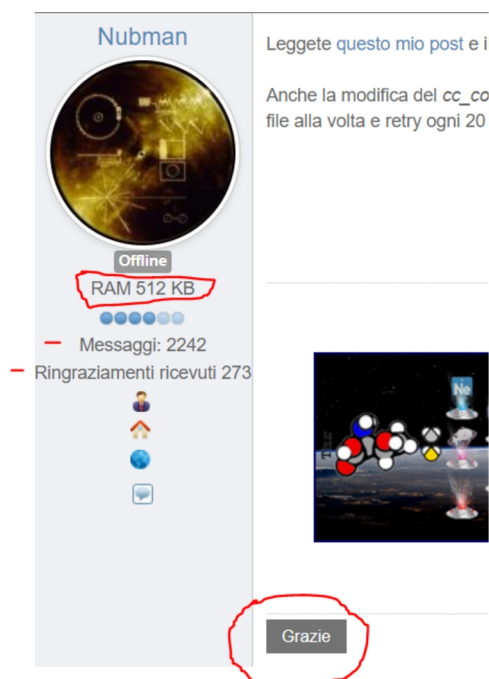 Nubman
Offline
RAM 512 KB
Messaggi: 2242
Ringraziamenti ricevuti 273
Leggete questo mio post e i
Anche la modifica del cc_co
file alla volta e retry ogni 20
Ne
Grazie